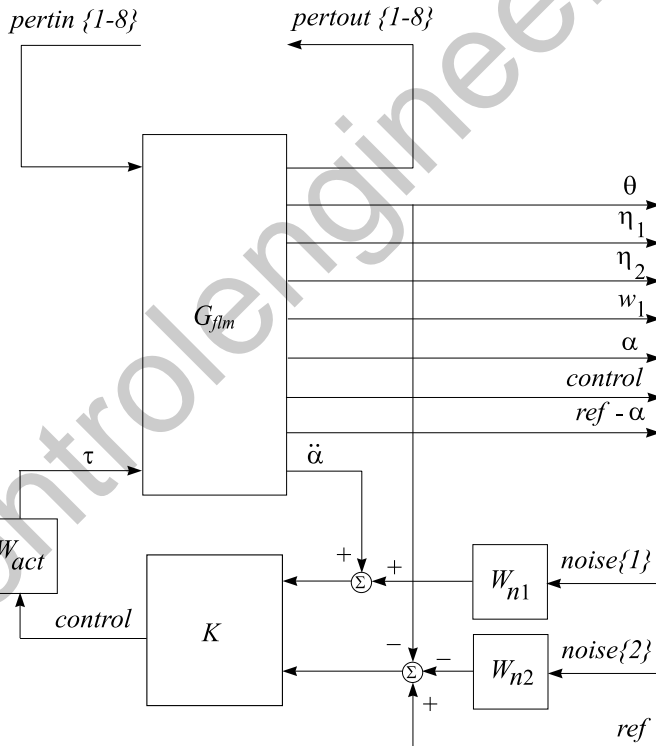 pertin {1-8}
pertout {1-8}
θ
η1
η2
w1
Gflm
α
control
ref - α
τ
α̈
Wact
+
+
Σ
Wn1
noise{1}
control
K
−
−
Σ
Wn2
noise{2}
+
ref